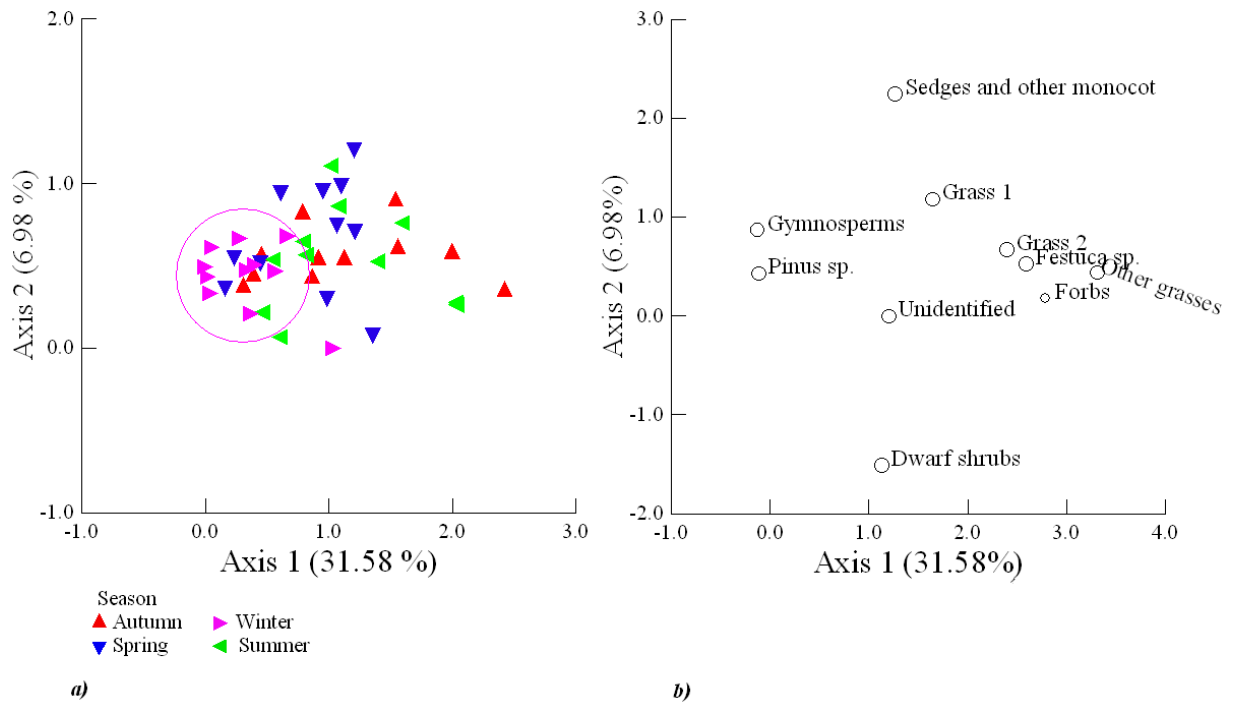 2.0
1.0
0.0
-1.0
-1.0
0.0
1.0
2.0
3.0
Axis 2 (6.98 %)
Axis 1 (31.58 %)
Season
Autumn
Winter
Spring
Summer
a)
3.0
2.0
1.0
0.0
-1.0
-2.0
-1.0
0.0
1.0
2.0
3.0
4.0
Axis 2 (6.98%)
Axis 1 (31.58%)
Sedges and other monocot
Grass 1
Gymnosperms
Grass 2
Festuca sp.
Pinus sp.
Other grasses
Forbs
Unidentified
Dwarf shrubs
b)